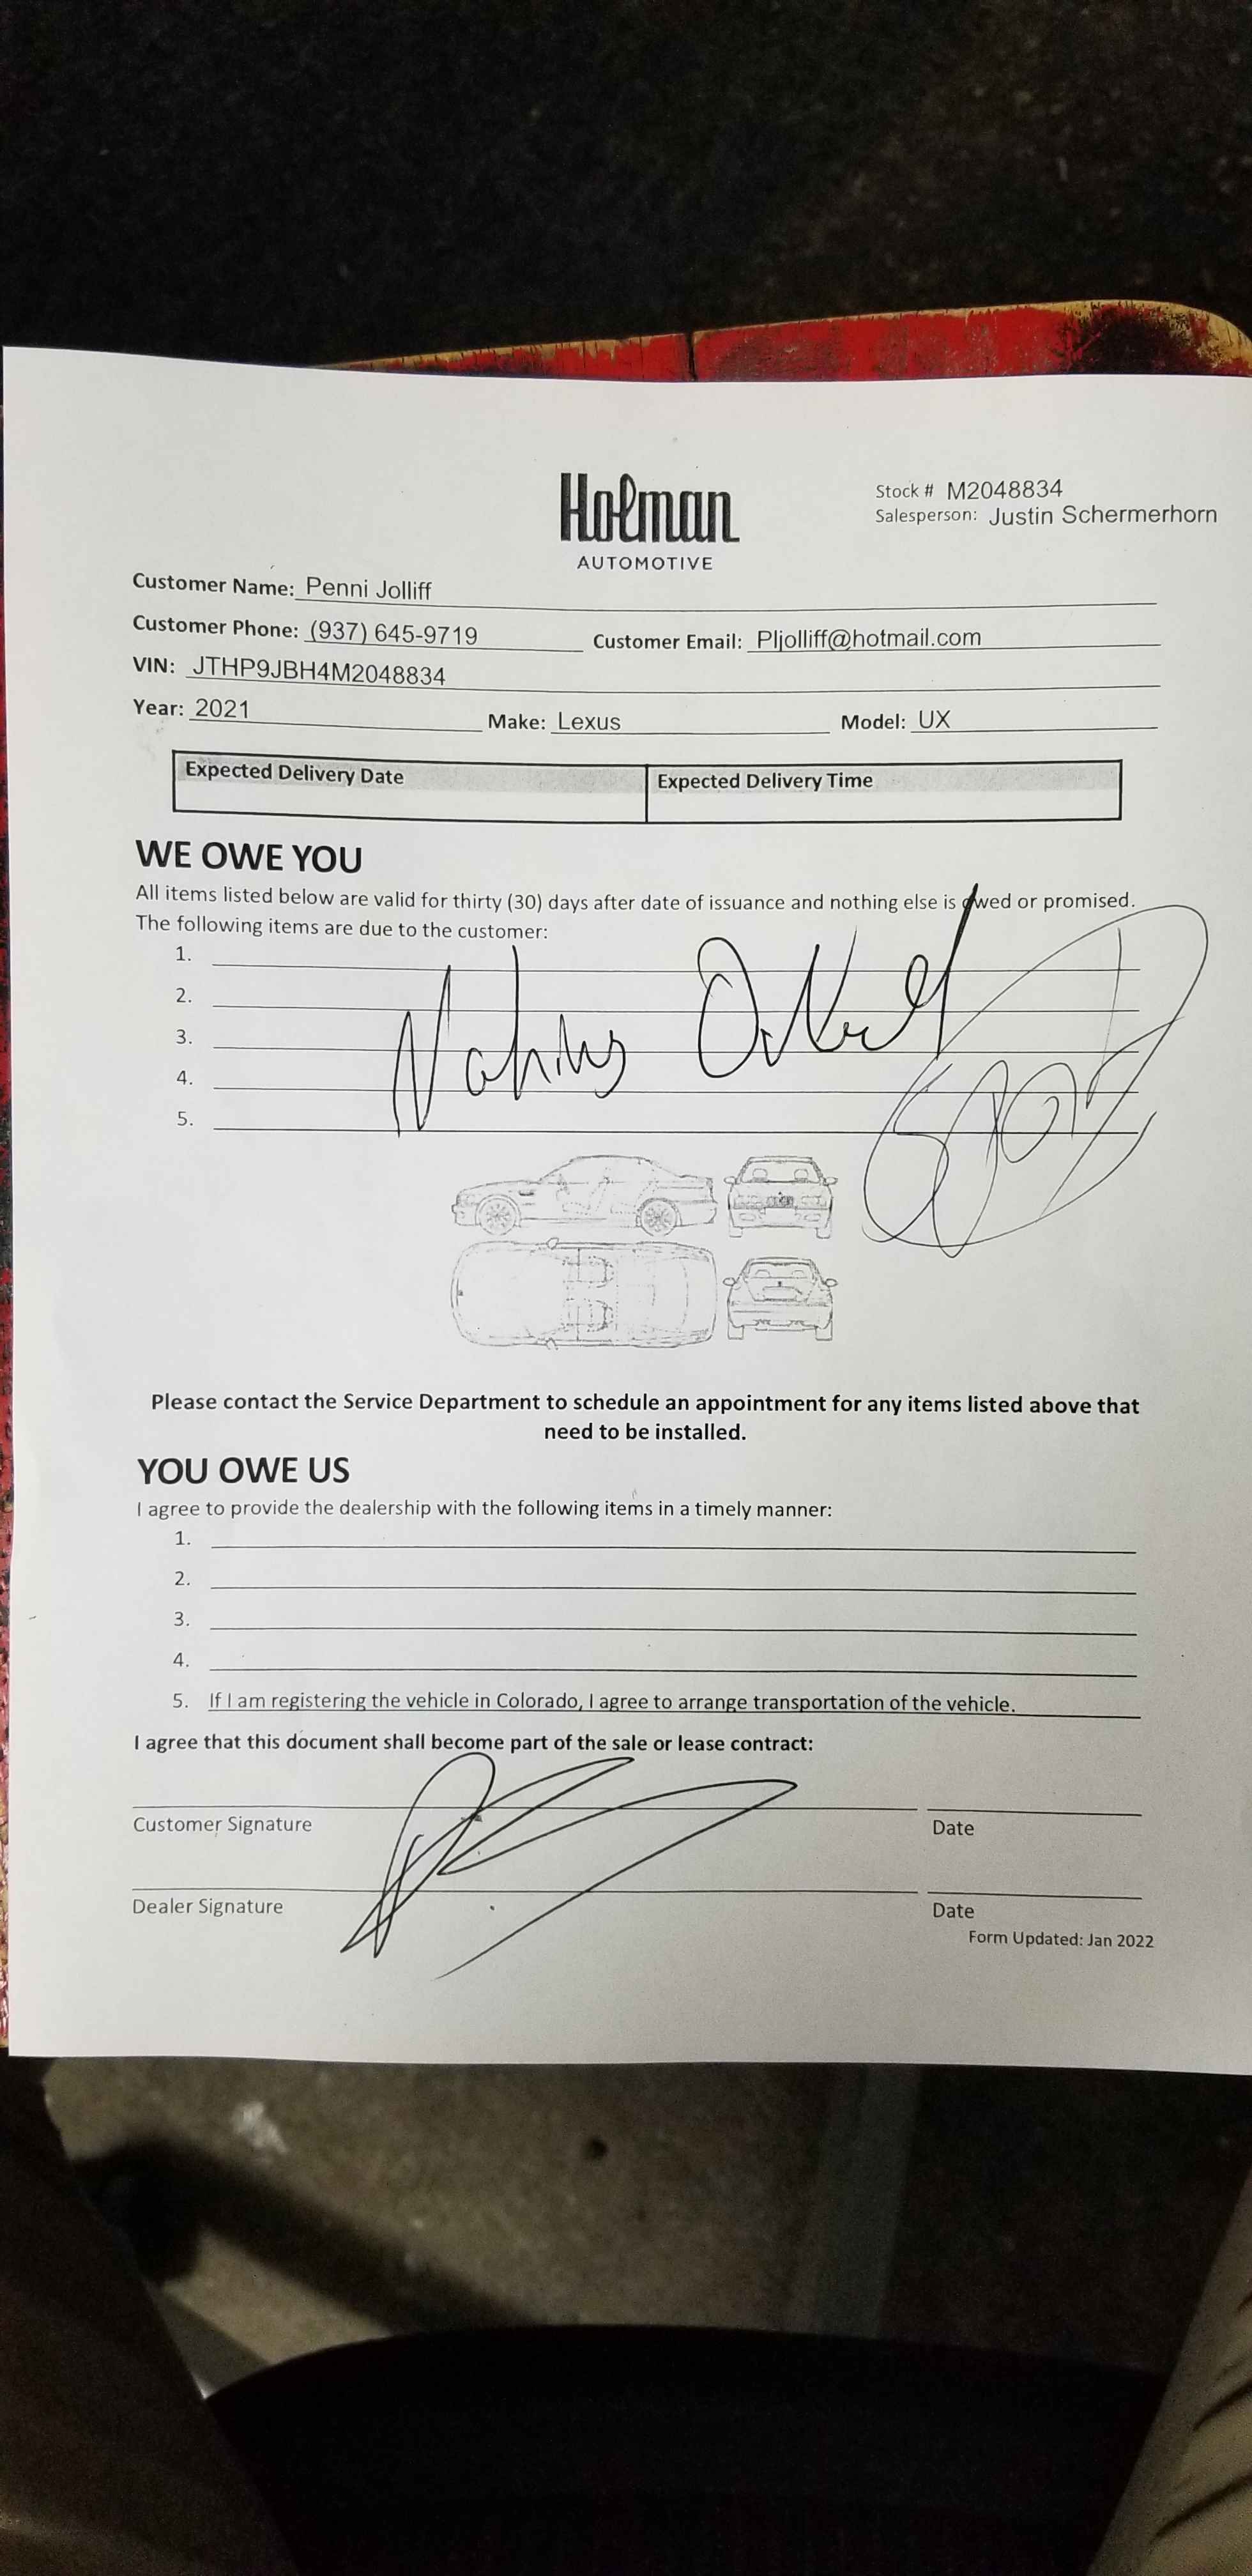 Holman
AUTOMOTIVE
Stock # M2048834
Salesperson: Justin Schermerhorn
Customer Name: Penni Jolliff
Customer Phone: (937) 645-9719 Customer Email: Pljolliff@hotmail.com
VIN: JTHP9JBH4M2048834
Year: 2021 Make: Lexus Model: UX
Expected Delivery Date Expected Delivery Time
WE OWE YOU
All items listed below are valid for thirty (30) days after date of issuance and nothing else is owed or promised.
The following items are due to the customer:
1.
2.
3.
4.
5.
Please contact the Service Department to schedule an appointment for any items listed above that
need to be installed.
YOU OWE US
I agree to provide the dealership with the following items in a timely manner:
1.
2.
3.
4.
5. If I am registering the vehicle in Colorado, I agree to arrange transportation of the vehicle.
I agree that this document shall become part of the sale or lease contract:
Customer Signature Date
Dealer Signature Date
Form Updated: Jan 2022